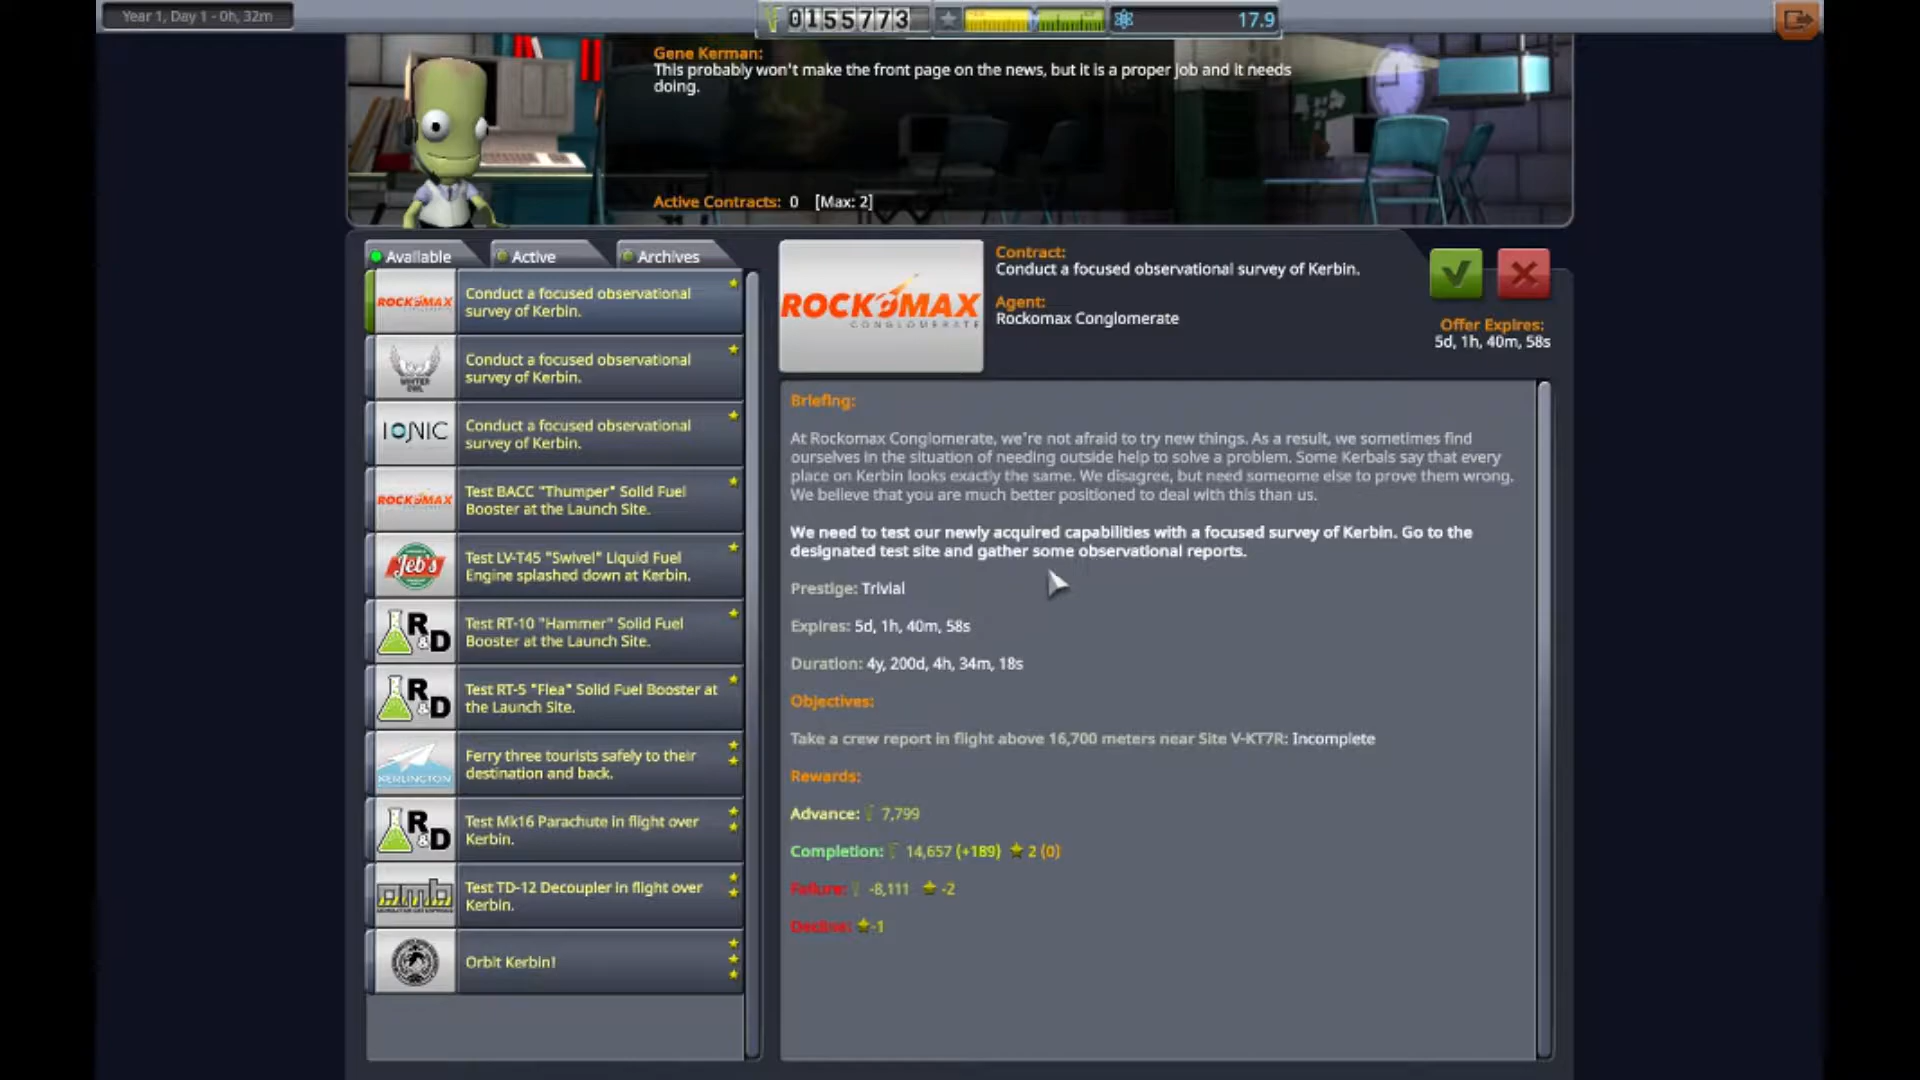 Year 1, Day 1 - 0h, 32m
0155773
17.9
Gene Kerman:
This probably won't make the front page on the news, but it is a proper job and it needs
doing.
Active Contracts: 0 [Max: 2]
Available
Active
Archives
ROCKOMAX
Conduct a focused observational
survey of Kerbin.
WINTER
OWL
Conduct a focused observational
survey of Kerbin.
IONIC
Conduct a focused observational
survey of Kerbin.
ROCKOMAX
Test BACC "Thumper" Solid Fuel
Booster at the Launch Site.
Jeb's
Test LV-T45 "Swivel" Liquid Fuel
Engine splashed down at Kerbin.
R&D
Test RT-10 "Hammer" Solid Fuel
Booster at the Launch Site.
R&D
Test RT-5 "Flea" Solid Fuel Booster at
the Launch Site.
KERLINGTON
Ferry three tourists safely to their
destination and back.
R&D
Test Mk16 Parachute in flight over
Kerbin.
Test TD-12 Decoupler in flight over
Kerbin.
Orbit Kerbin!
ROCKOMAX
CONGLOMERATE
Contract:
Conduct a focused observational survey of Kerbin.
Agent:
Rockomax Conglomerate
Offer Expires:
5d, 1h, 40m, 58s
Briefing:
At Rockomax Conglomerate, we're not afraid to try new things. As a result, we sometimes find
ourselves in the situation of needing outside help to solve a problem. Some Kerbals say that every
place on Kerbin looks exactly the same. We disagree, but need someone else to prove them wrong.
We believe that you are much better positioned to deal with this than us.
We need to test our newly acquired capabilities with a focused survey of Kerbin. Go to the
designated test site and gather some observational reports.
Prestige: Trivial
Expires: 5d, 1h, 40m, 58s
Duration: 4y, 200d, 4h, 34m, 18s
Objectives:
Take a crew report in flight above 16,700 meters near Site V-KT7R: Incomplete
Rewards:
Advance: 7,799
Completion: 14,657 (+189) 2 (0)
Failure: -8,111 -2
Decline: -1